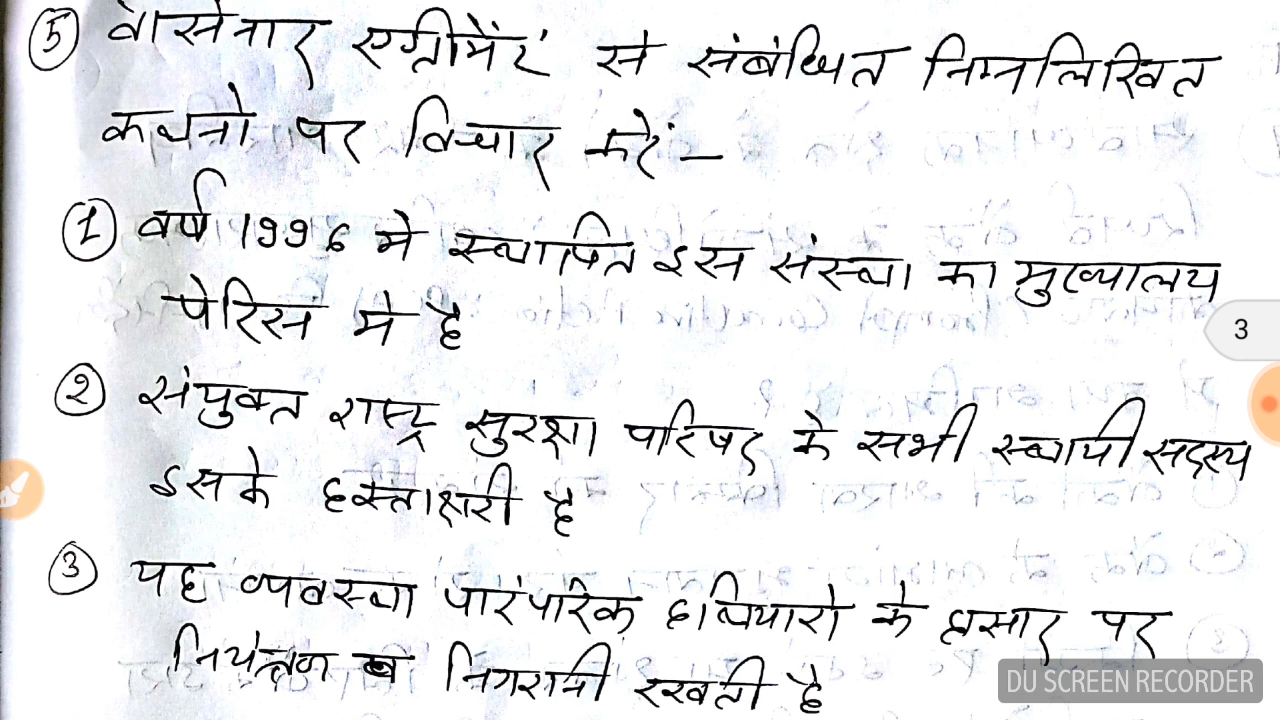 ⑤ वासेनार एग्रीमेंट से संबंधित निम्नलिखित
कथनो पर विचार करें -
① वर्ष 1996 मे स्थापित इस संस्था का मुख्यालय
पेरिस मे है
3
② संयुक्त राष्ट्र सुरक्षा परिषद के सभी स्थायी सदस्य
इसके हस्ताक्षरी है
③ यह व्यवस्था पारंपरिक हथियारो के प्रसार पर
नियंत्रण व निगरानी रखती है
DU SCREEN RECORDER